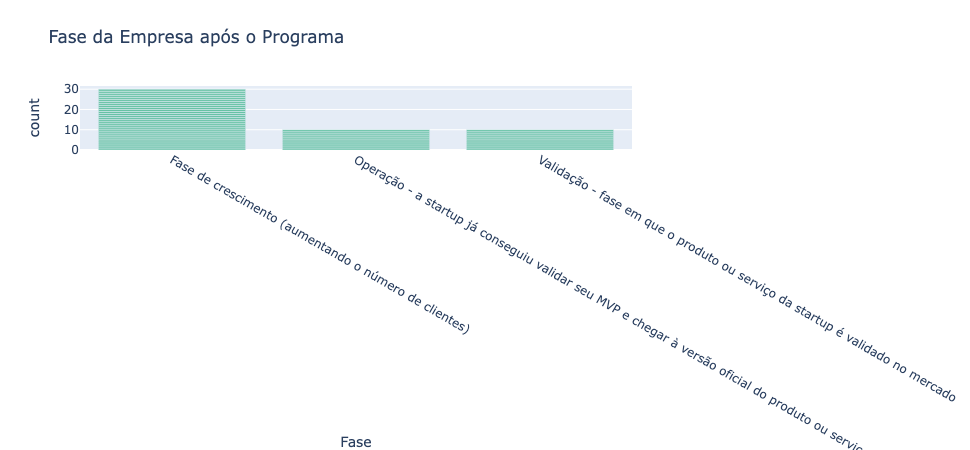 Fase da Empresa após o Programa
count
30
20
10
0
Fase de crescimento (aumentando o número de clientes)
Operação - a startup já conseguiu validar seu MVP e chegar à versão oficial do produto ou
Validação - fase em que o produto ou serviço da startup é validado no mercado
Fase